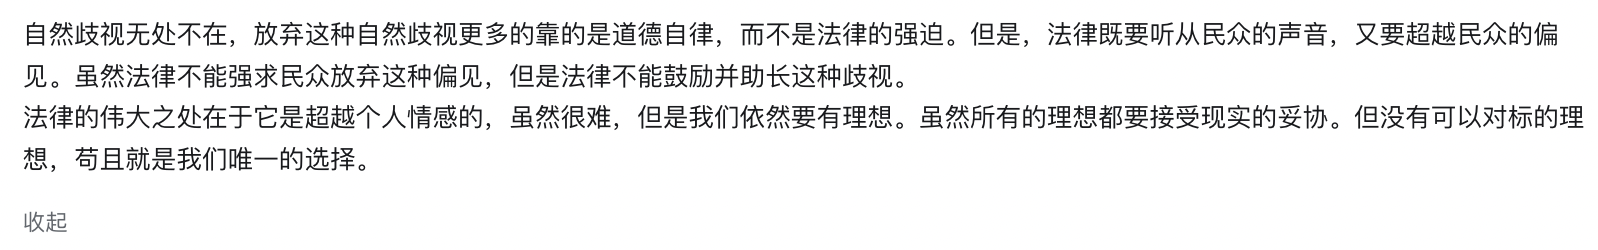 自然歧视无处不在，放弃这种自然歧视更多的靠的是道德自律，而不是法律的强迫。但是，法律既要听从民众的声音，又要超越民众的偏
见。虽然法律不能强求民众放弃这种偏见，但是法律不能鼓励并助长这种歧视。
法律的伟大之处在于它是超越个人情感的，虽然很难，但是我们依然要有理想。虽然所有的理想都要接受现实的妥协。但没有可以对标的理
想，苟且就是我们唯一的选择。
收起